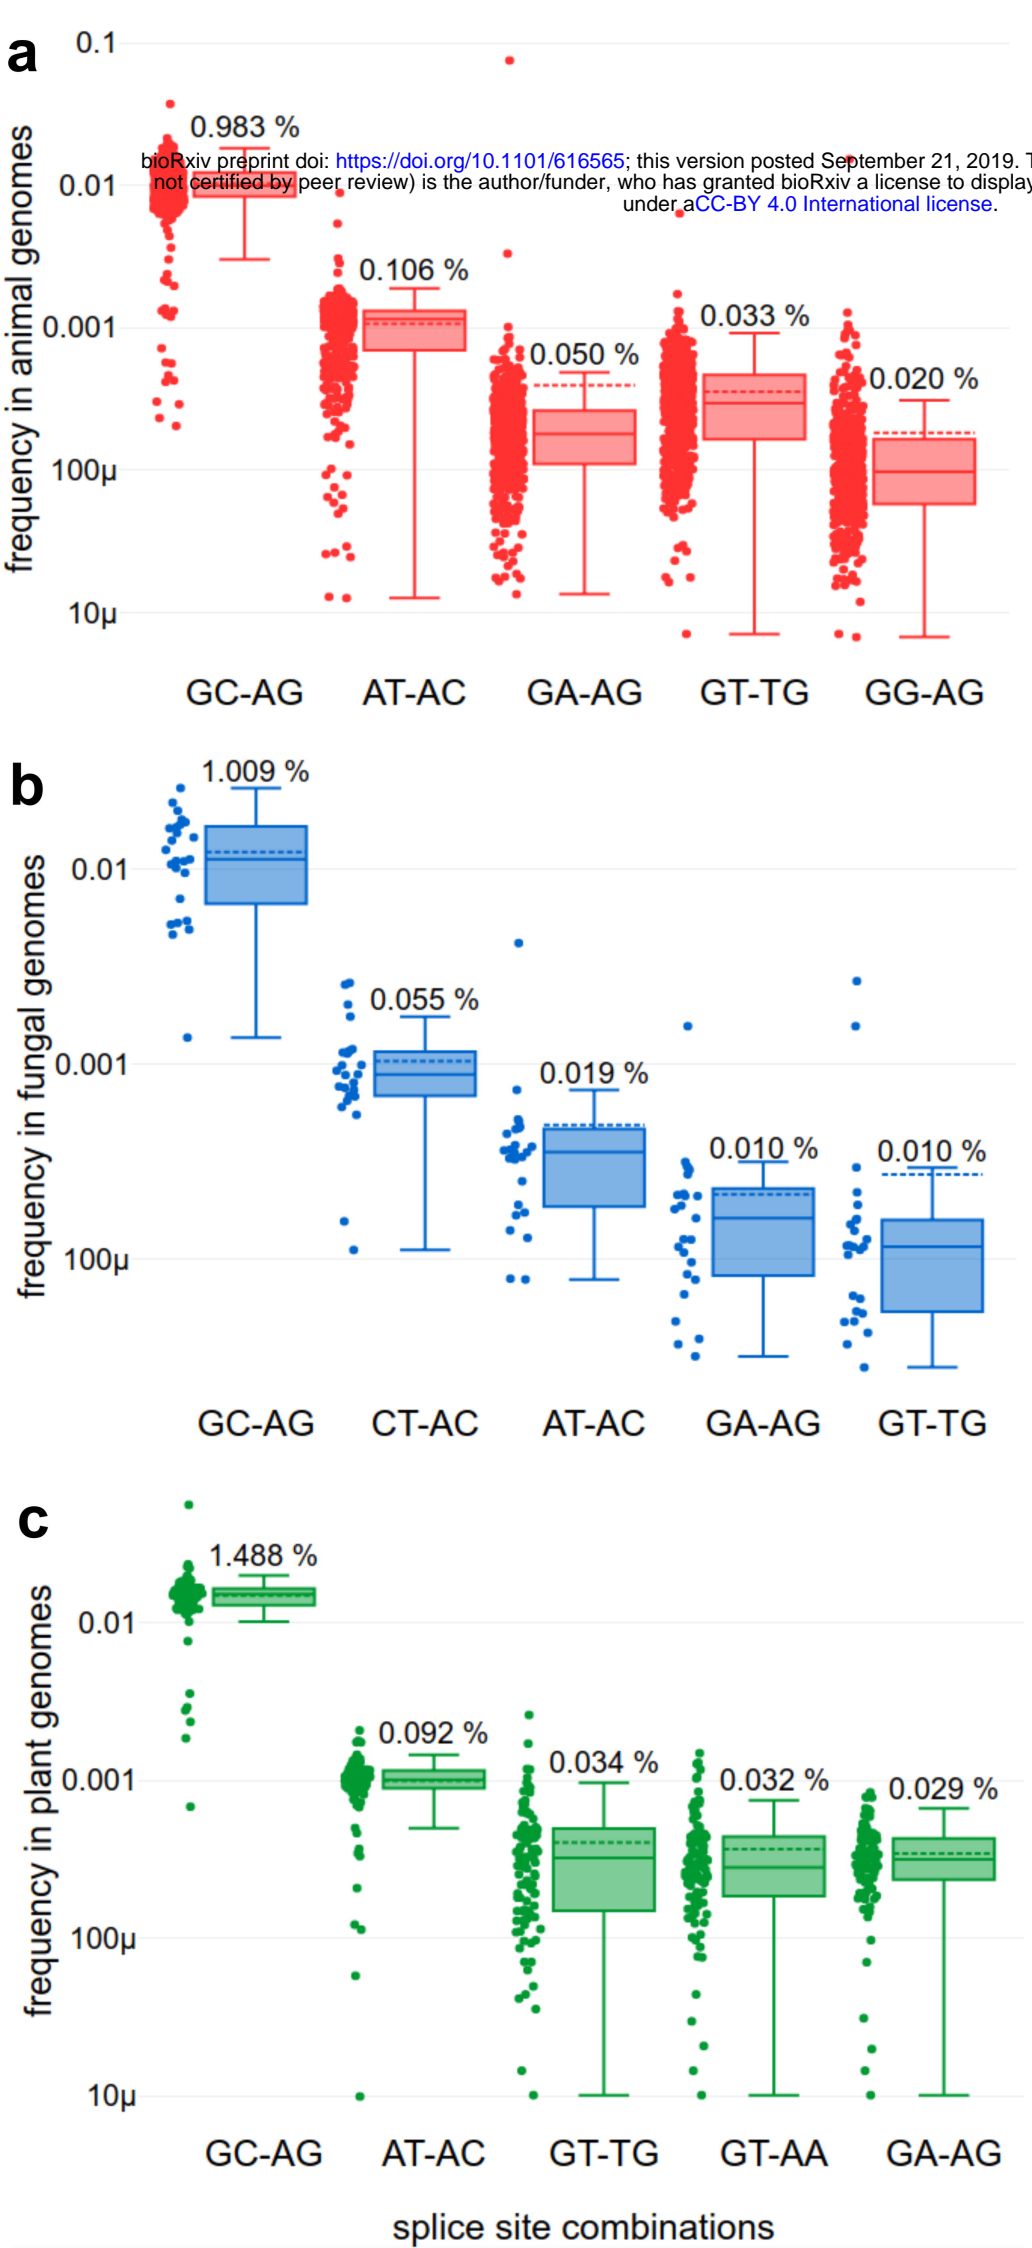 a
0.1
0.983 %
bioRxiv preprint doi: https://doi.org/10.1101/616565; this version posted September 21, 2019. T
0.01
not certified by peer review) is the author/funder, who has granted bioRxiv a license to display
under aCC-BY 4.0 International license.
0.106 %
0.001
0.033 %
0.050 %
0.020 %
100µ
10µ
frequency in animal genomes
GC-AG AT-AC GA-AG GT-TG GG-AG
b
1.009 %
0.01
0.055 %
0.001
0.019 %
0.010 % 0.010 %
100µ
frequency in fungal genomes
GC-AG CT-AC AT-AC GA-AG GT-TG
c
1.488 %
0.01
0.092 %
0.034 %
0.001
0.032 %
0.029 %
100µ
10µ
frequency in plant genomes
GC-AG AT-AC GT-TG GT-AA GA-AG
splice site combinations